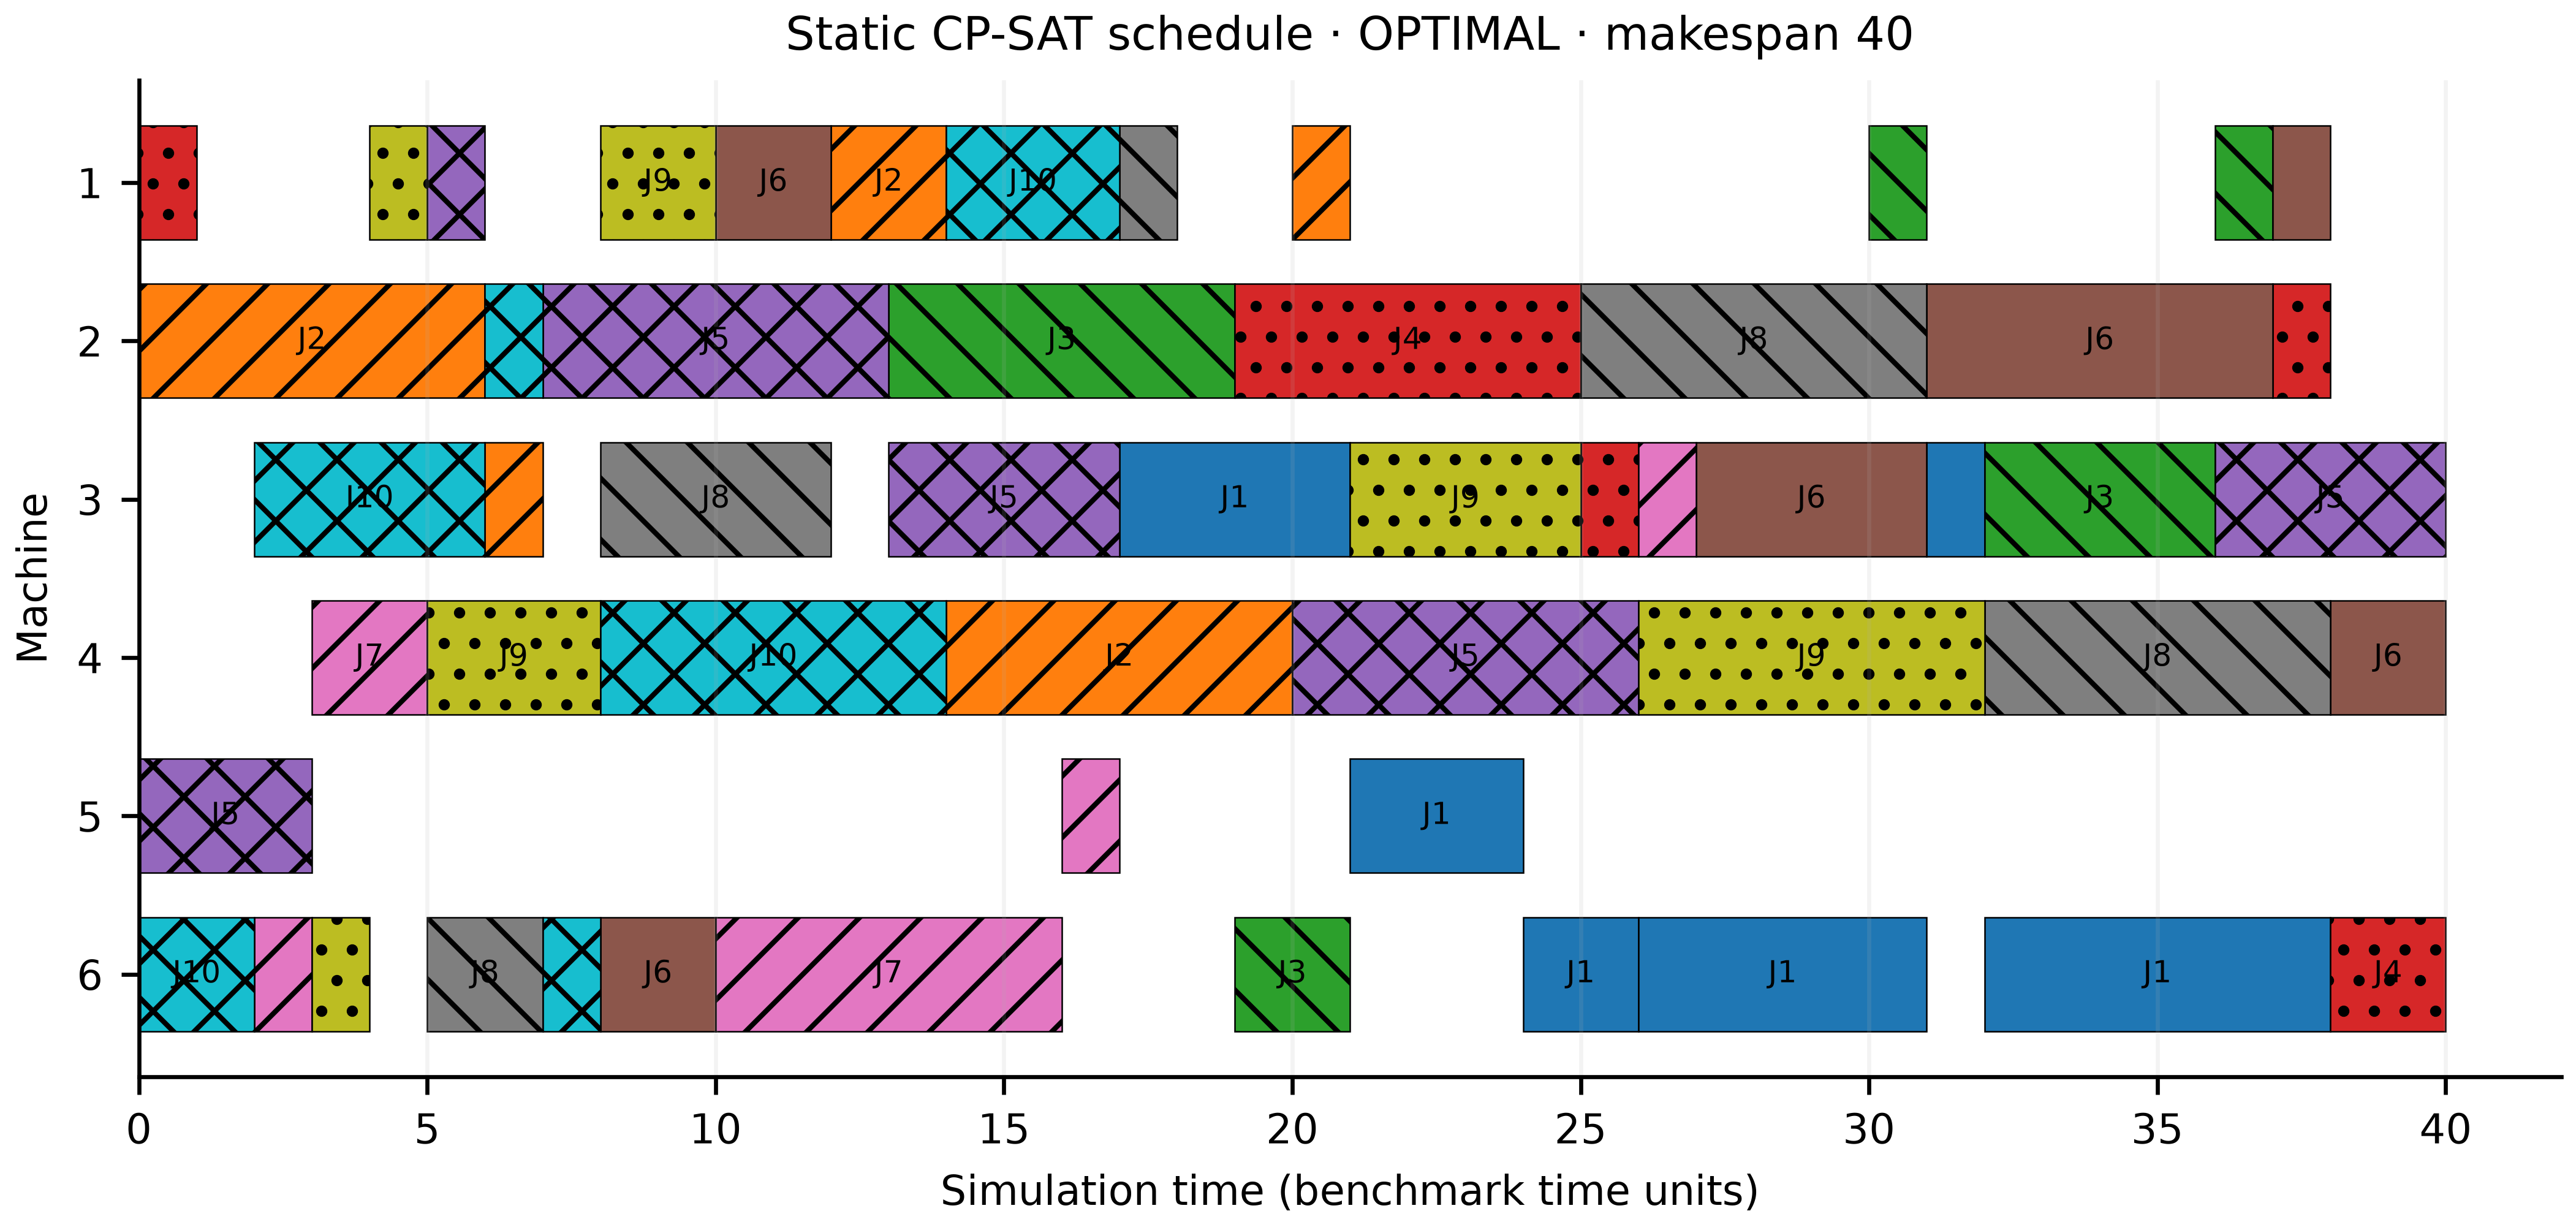 Static CP-SAT schedule · OPTIMAL · makespan 40
Machine
1
J9 J6 J2 J10
2
J2 J5 J3 J4 J8 J6
3
J10 J8 J5 J1 J9 J6 J3 J5
4
J7 J9 J10 J2 J5 J9 J8 J6
5
J5 J1
6
J10 J8 J6 J7 J3 J1 J1 J1 J4
0 5 10 15 20 25 30 35 40
Simulation time (benchmark time units)